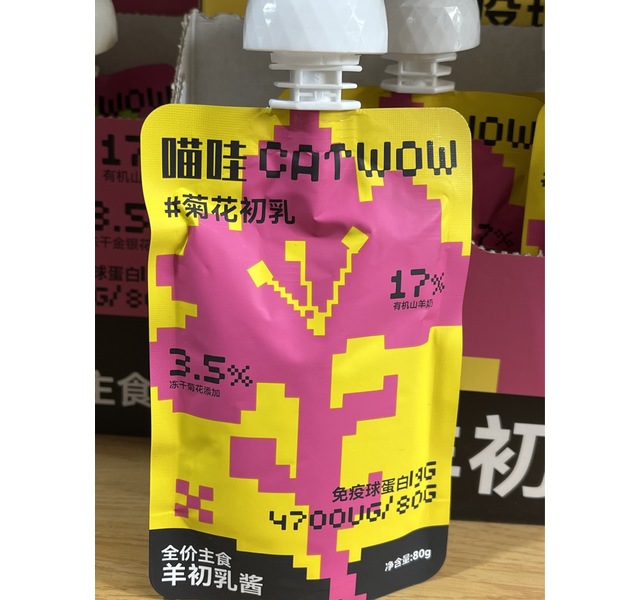 喵哇 CATWOW
#菊花初乳
17%
有机山羊奶
3.5%
冻干菊花添加
免疫球蛋白IgG
4700UG/80G
全价主食
羊初乳酱
净含量:80g